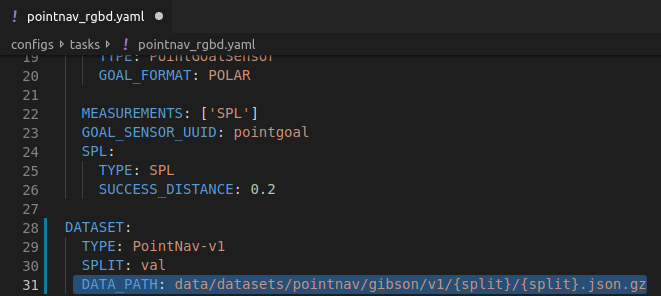 ! pointnav_rgbd.yaml ●
configs > tasks > ! pointnav_rgbd.yaml
19 TYPE: PointGoalSensor
20 GOAL_FORMAT: POLAR
21
22 MEASUREMENTS: ['SPL']
23 GOAL_SENSOR_UUID: pointgoal
24 SPL:
25 TYPE: SPL
26 SUCCESS_DISTANCE: 0.2
27
28 DATASET:
29 TYPE: PointNav-v1
30 SPLIT: val
31 DATA_PATH: data/datasets/pointnav/gibson/v1/{split}/{split}.json.gz